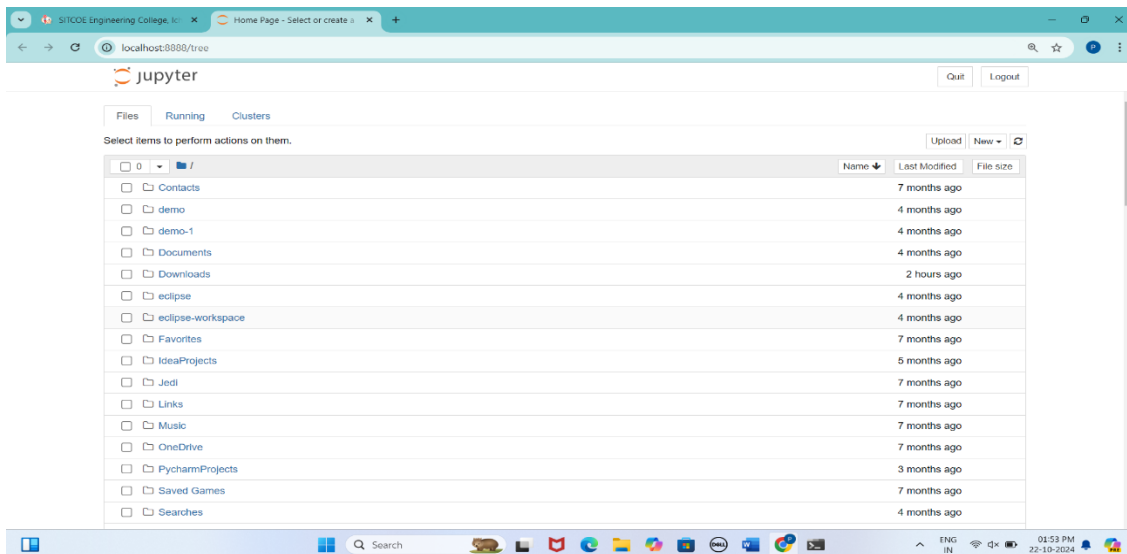 SITCOE Engineering College, Ich
Home Page - Select or create a
localhost:8888/tree
P
jupyter
Quit Logout
Files Running Clusters
Select items to perform actions on them.
Upload New
0 / Name Last Modified File size
Contacts 7 months ago
demo 4 months ago
demo-1 4 months ago
Documents 4 months ago
Downloads 2 hours ago
eclipse 4 months ago
eclipse-workspace 4 months ago
Favorites 7 months ago
IdeaProjects 5 months ago
Jedi 7 months ago
Links 7 months ago
Music 7 months ago
OneDrive 7 months ago
PycharmProjects 3 months ago
Saved Games 7 months ago
Searches 4 months ago
Search
DELL
W
P
ENG
IN
01:53 PM
22-10-2024
PRE